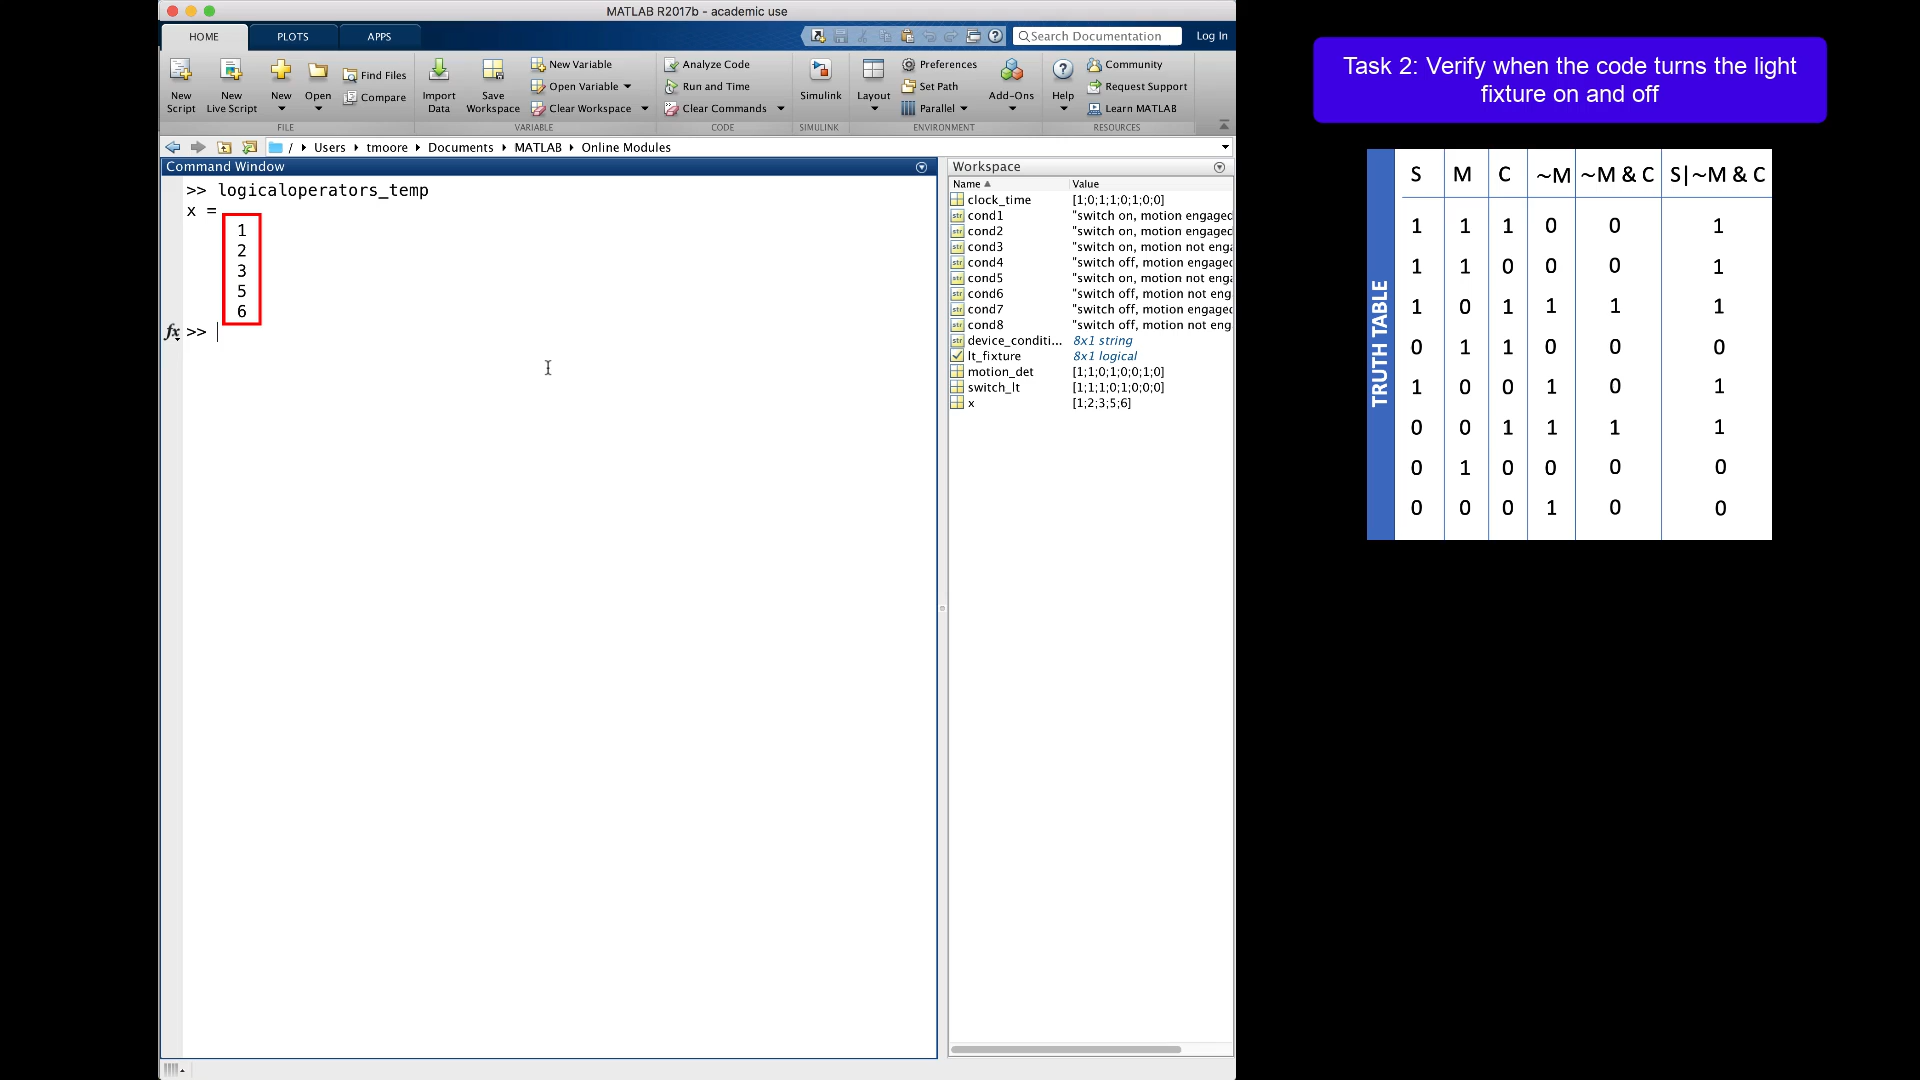 MATLAB R2017b - academic use
HOME PLOTS APPS
Search Documentation
Log In
New Script
New Live Script
New
Open
Find Files
Compare
Import Data
Save Workspace
New Variable
Open Variable
Clear Workspace
Analyze Code
Run and Time
Clear Commands
Simulink
Layout
Preferences
Set Path
Parallel
Add-Ons
Help
Community
Request Support
Learn MATLAB
FILE VARIABLE CODE SIMULINK ENVIRONMENT RESOURCES
/ ▸ Users ▸ tmoore ▸ Documents ▸ MATLAB ▸ Online Modules
Command Window
>> logicaloperators_temp
x =
1
2
3
5
6
fx >>
Workspace
Name Value
clock_time [1;0;1;1;0;1;0;0]
cond1 "switch on, motion engaged
cond2 "switch on, motion engaged
cond3 "switch on, motion not enga
cond4 "switch off, motion engaged
cond5 "switch on, motion not enga
cond6 "switch off, motion not eng
cond7 "switch off, motion engaged
cond8 "switch off, motion not eng
device_conditi... 8x1 string
lt_fixture 8x1 logical
motion_det [1;1;0;1;0;0;1;0]
switch_lt [1;1;1;0;1;0;0;0]
x [1;2;3;5;6]
Task 2: Verify when the code turns the light
fixture on and off
TRUTH TABLE
S M C ~M ~M & C S|~M & C
1 1 1 0 0 1
1 1 0 0 0 1
1 0 1 1 1 1
0 1 1 0 0 0
1 0 0 1 0 1
0 0 1 1 1 1
0 1 0 0 0 0
0 0 0 1 0 0